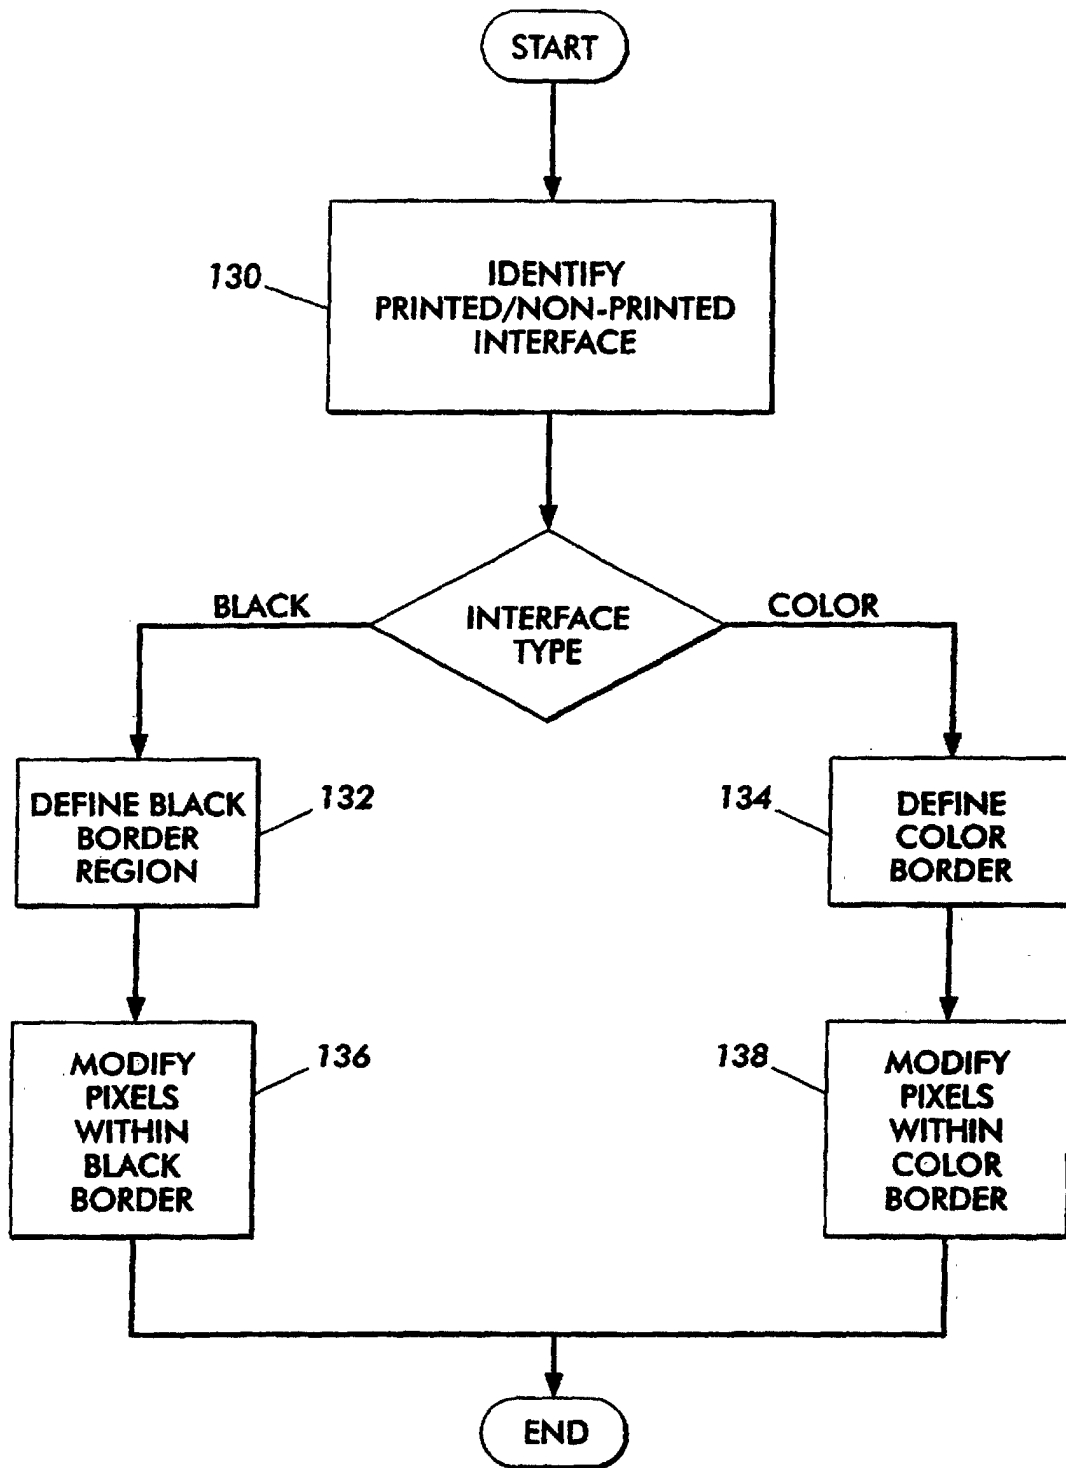 START
130
IDENTIFY
PRINTED/NON-PRINTED
INTERFACE
BLACK
INTERFACE
TYPE
COLOR
DEFINE BLACK
BORDER
REGION
132
134
DEFINE
COLOR
BORDER
MODIFY
PIXELS
WITHIN
BLACK
BORDER
136
138
MODIFY
PIXELS
WITHIN
COLOR
BORDER
END